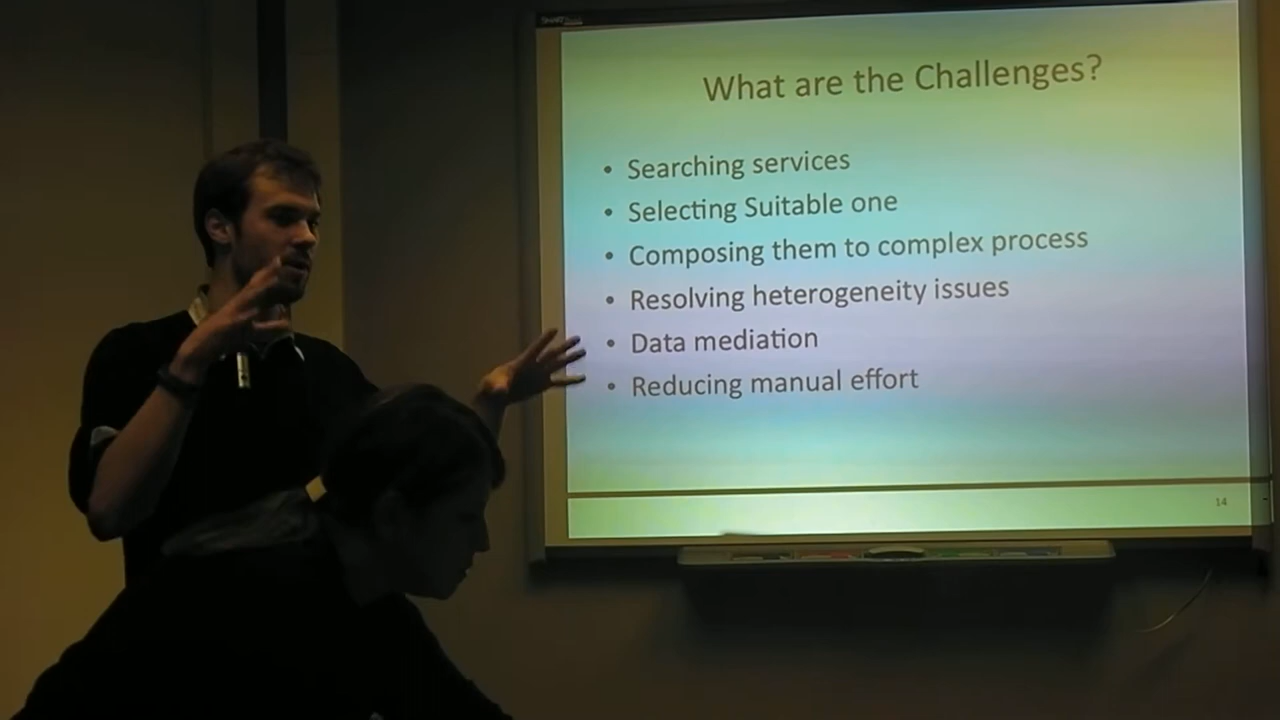 SMART
What are the Challenges?
• Searching services
• Selecting Suitable one
• Composing them to complex process
• Resolving heterogeneity issues
• Data mediation
• Reducing manual effort
14